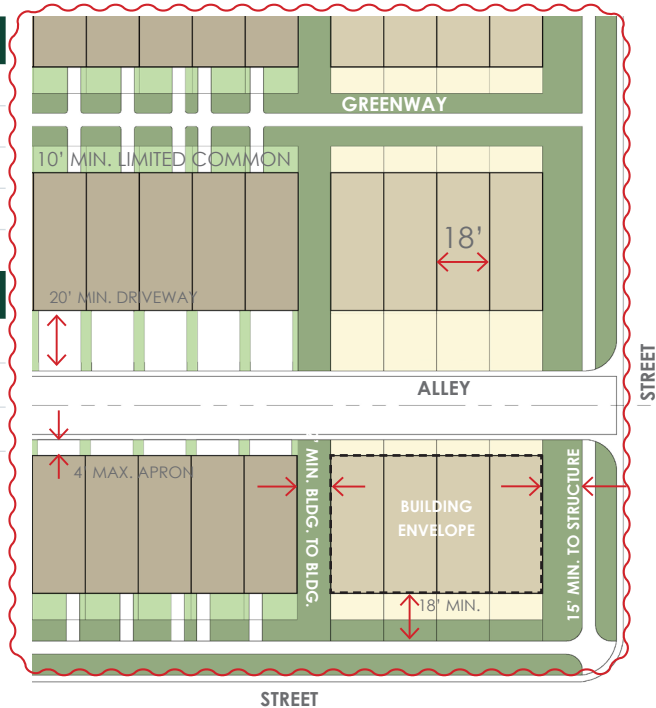 GREENWAY
10' MIN. LIMITED COMMON
18'
20' MIN. DRIVEWAY
STREET
ALLEY
4' MAX. APRON
' MIN. BLDG. TO BLDG.
BUILDING
ENVELOPE
15' MIN. TO STRUCTURE
18' MIN.
STREET